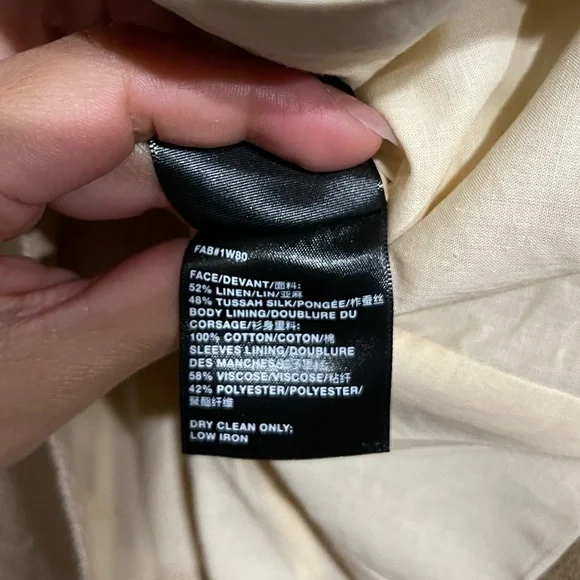 FAB#1W80
FACE/DEVANT/面料:
52% LINEN/LIN/亚麻
48% TUSSAH SILK/PONGÉE/柞蚕丝
BODY LINING/DOUBLURE DU
CORSAGE/衫身里料:
100% COTTON/COTON/棉
SLEEVES LINING/DOUBLURE
DES MANCHES/里料:
58% VISCOSE/VISCOSE/粘纤
42% POLYESTER/POLYESTER/
聚酯纤维
DRY CLEAN ONLY;
LOW IRON